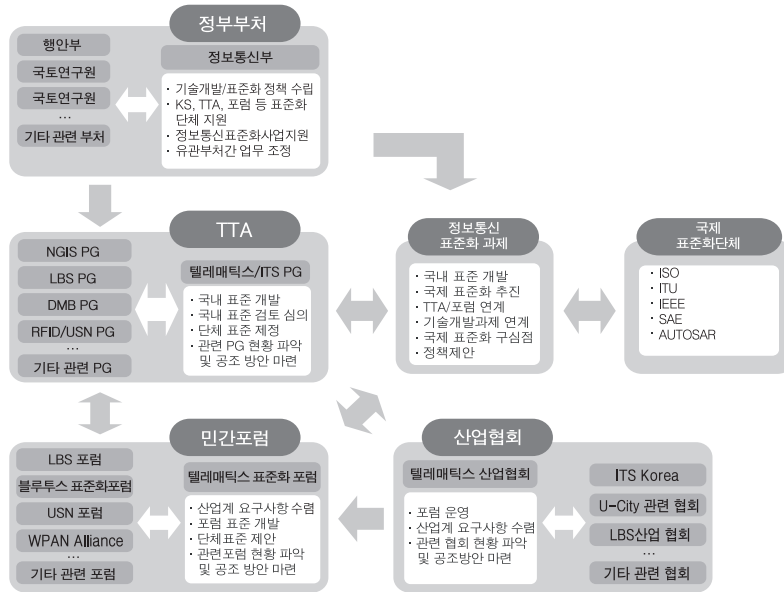 정부부처
행안부
국토연구원
국토연구원
...
기타 관련 부처
정보통신부
· 기술개발/표준화 정책 수립
· KS, TTA, 포럼 등 표준화
단체 지원
· 정보통신표준화사업지원
· 유관부처간 업무 조정
TTA
NGIS PG
LBS PG
DMB PG
RFID/USN PG
...
기타 관련 PG
텔레매틱스/ITS PG
· 국내 표준 개발
· 국내 표준 검토 심의
· 단체 표준 제정
· 관련 PG 현황 파악
및 공조 방안 마련
정보통신
표준화 과제
· 국내 표준 개발
· 국제 표준화 추진
· TTA/포럼 연계
· 기술개발과제 연계
· 국제 표준화 구심점
· 정책제안
국제
표준화단체
· ISO
· ITU
· IEEE
· SAE
· AUTOSAR
민간포럼
LBS 포럼
블루투스 표준화포럼
USN 포럼
WPAN Alliance
...
기타 관련 포럼
텔레매틱스 표준화 포럼
· 산업계 요구사항 수렴
· 포럼 표준 개발
· 단체표준 제안
· 관련포럼 현황 파악
및 공조 방안 마련
산업협회
텔레매틱스 산업협회
· 포럼 운영
· 산업계 요구사항 수렴
· 관련 협회 현황 파악
및 공조방안 마련
ITS Korea
U-City 관련 협회
LBS산업 협회
...
기타 관련 협회